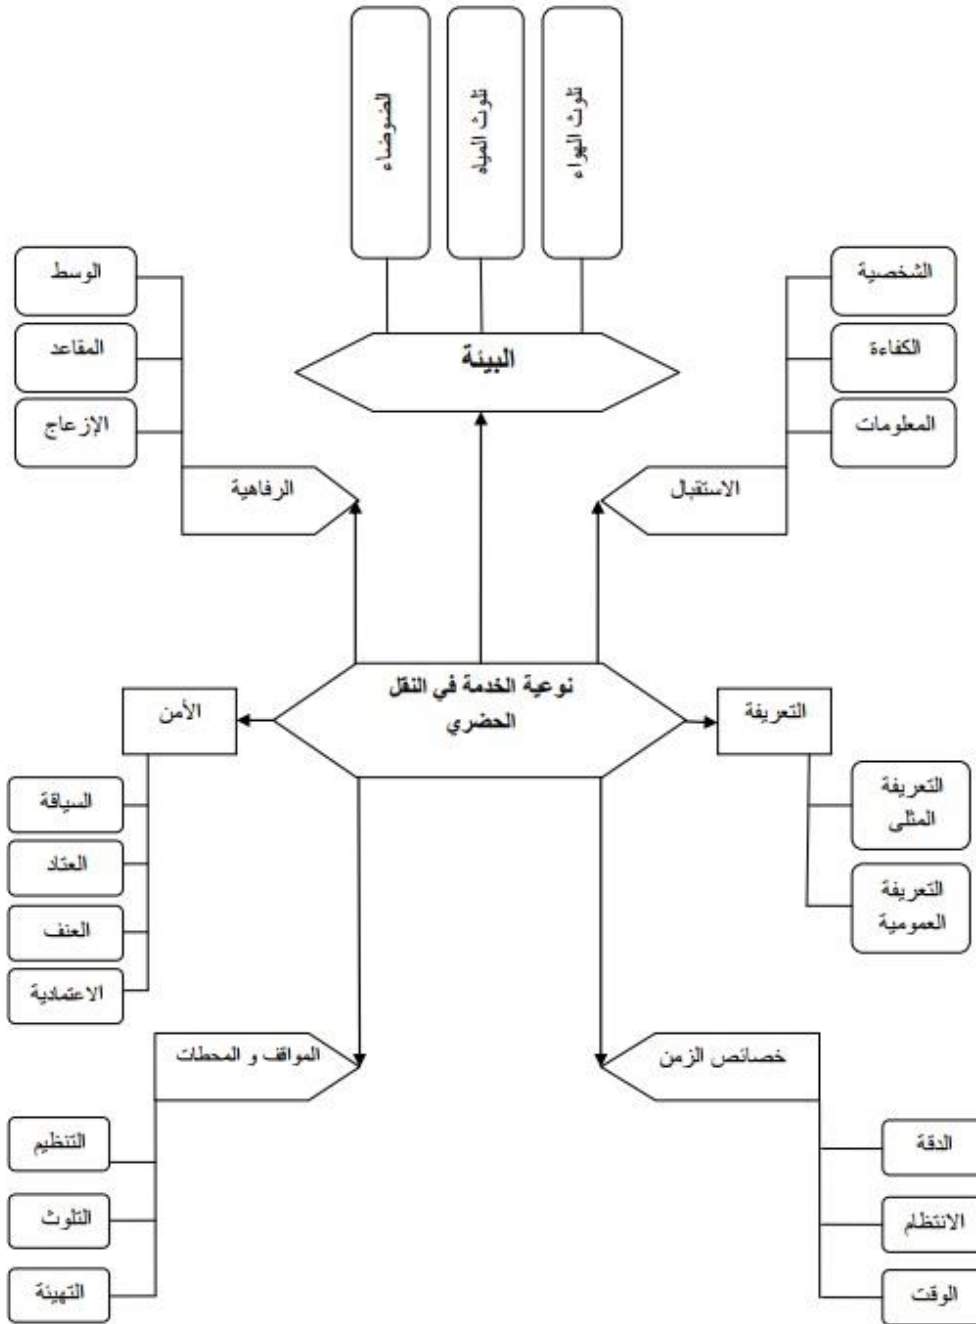 الضوضاء
تلوث المياه
تلوث الهواء
البيئة
الشخصية
الكفاءة
المعلومات
الاستقبال
الوسط
المقاعد
الإزعاج
الرفاهية
نوعية الخدمة في النقل
الحضري
التعريفة
التعريفة
المثلى
التعريفة
العمومية
الأمن
السياقة
العتاد
العنف
الاعتمادية
خصائص الزمن
الدقة
الانتظام
الوقت
المواقف و المحطات
التنظيم
التلوث
التهيئة